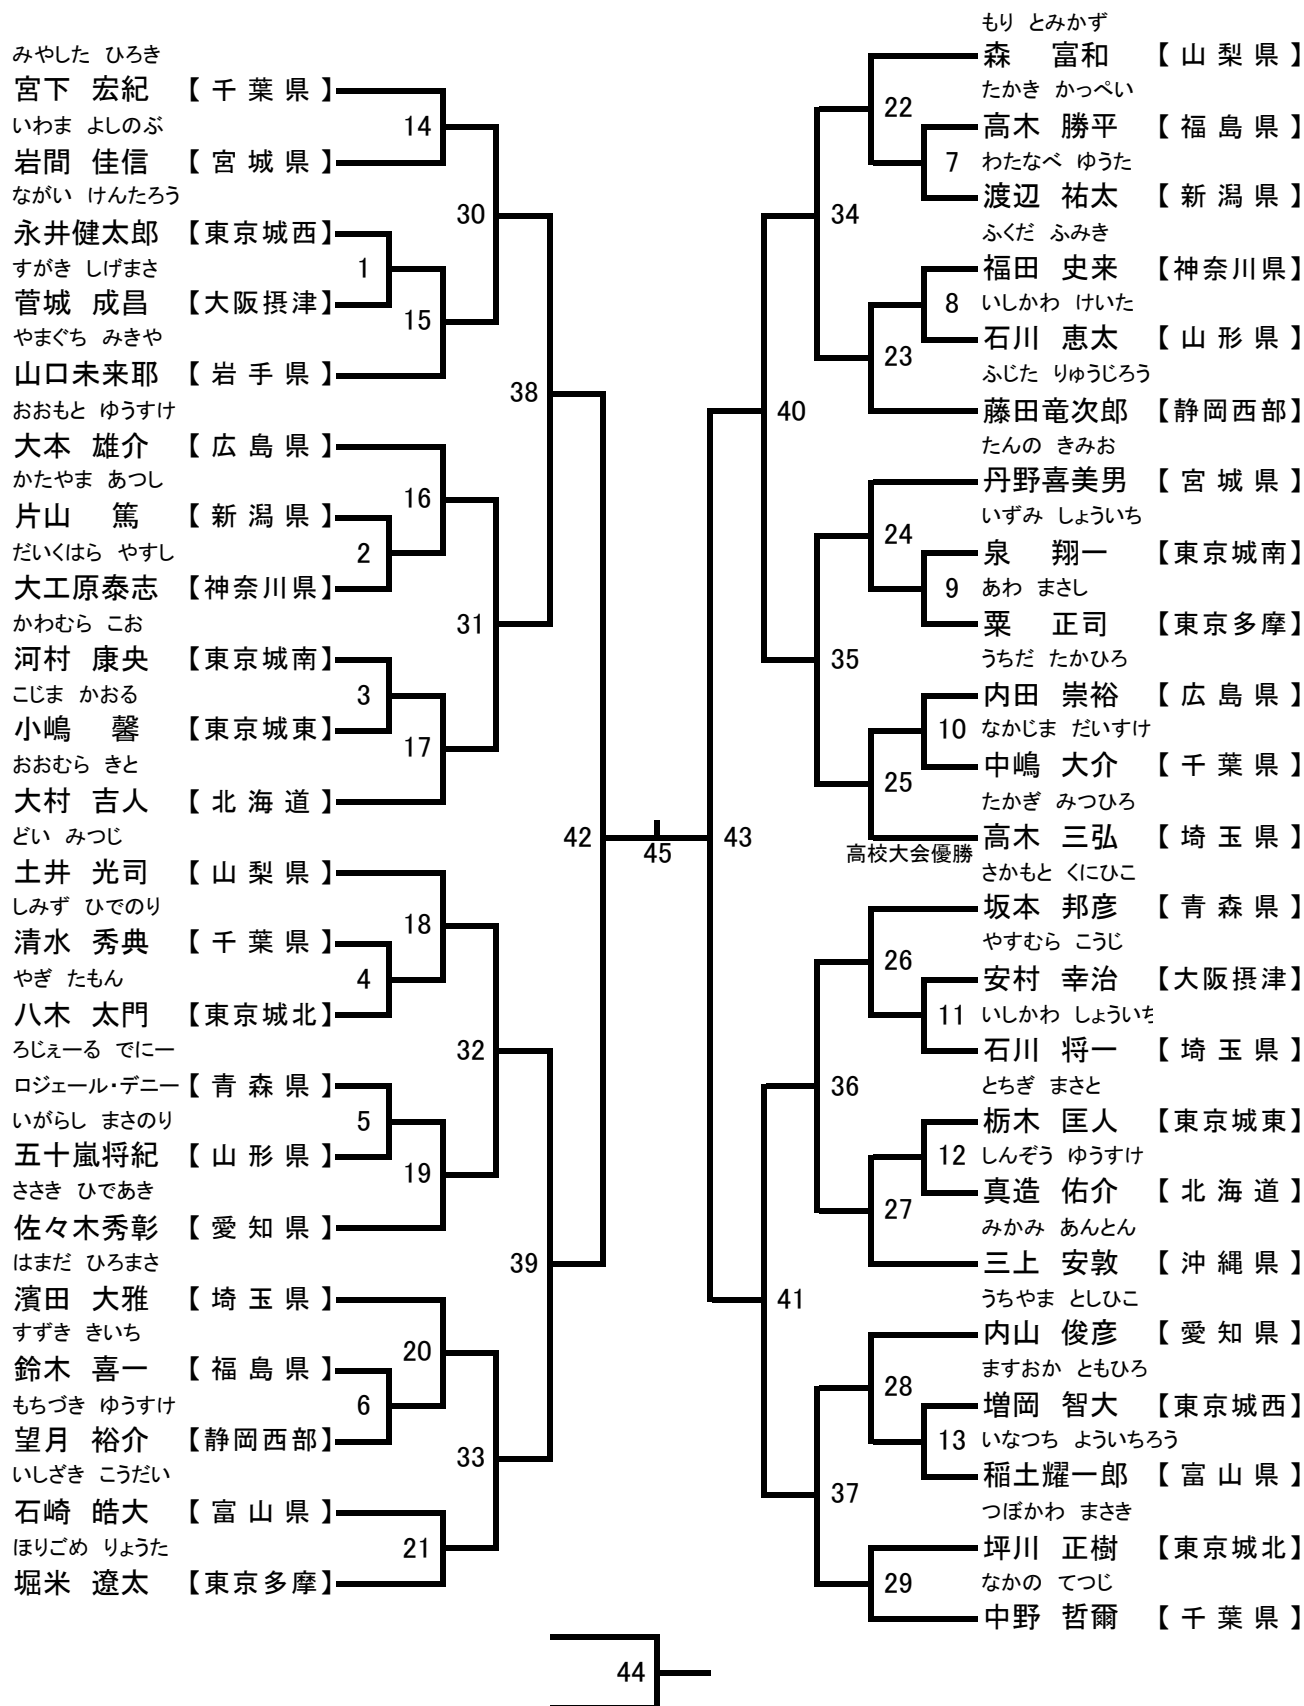 みやした ひろき
宮下 宏紀 【 千 葉 県 】
いわま よしのぶ
岩間 佳信 【 宮 城 県 】
ながい けんたろう
永井健太郎 【東京城西】
すがき しげまさ
菅城 成昌 【大阪摂津】
やまぐち みきや
山口未来耶 【 岩 手 県 】
おおもと ゆうすけ
大本 雄介 【 広 島 県 】
かたやま あつし
片山 篤 【 新 潟 県 】
だいくはら やすし
大工原泰志 【神奈川県】
かわむら こお
河村 康央 【東京城南】
こじま かおる
小嶋 馨 【東京城東】
おおむら きと
大村 吉人 【 北 海 道 】
どい みつじ
土井 光司 【 山 梨 県 】
しみず ひでのり
清水 秀典 【 千 葉 県 】
やぎ たもん
八木 太門 【東京城北】
ろじぇーる でにー
ロジェール・デニー 【 青 森 県 】
いがらし まさのり
五十嵐将紀 【 山 形 県 】
ささき ひであき
佐々木秀彰 【 愛 知 県 】
はまだ ひろまさ
濱田 大雅 【 埼 玉 県 】
すずき きいち
鈴木 喜一 【 福 島 県 】
もちづき ゆうすけ
望月 裕介 【静岡西部】
いしざき こうだい
石崎 皓大 【 富 山 県 】
ほりごめ りょうた
堀米 遼太 【東京多摩】
1
2
3
4
5
6
14
15
16
17
18
19
20
21
30
31
32
33
38
39
42
45
44
43
40
41
34
35
36
37
22
23
24
25
26
27
28
29
7
8
9
10
11
12
13
もり とみかず
森 富和 【 山 梨 県 】
たかき かっぺい
高木 勝平 【 福 島 県 】
わたなべ ゆうた
渡辺 祐太 【 新 潟 県 】
ふくだ ふみき
福田 史来 【神奈川県】
いしかわ けいた
石川 恵太 【 山 形 県 】
ふじた りゅうじろう
藤田竜次郎 【静岡西部】
たんの きみお
丹野喜美男 【 宮 城 県 】
いずみ しょういち
泉 翔一 【東京城南】
あわ まさし
粟 正司 【東京多摩】
うちだ たかひろ
内田 崇裕 【 広 島 県 】
なかじま だいすけ
中嶋 大介 【 千 葉 県 】
たかぎ みつひろ
高木 三弘 【 埼 玉 県 】
高校大会優勝
さかもと くにひこ
坂本 邦彦 【 青 森 県 】
やすむら こうじ
安村 幸治 【大阪摂津】
いしかわ しょういち
石川 将一 【 埼 玉 県 】
とちぎ まさと
栃木 匡人 【東京城東】
しんぞう ゆうすけ
真造 佑介 【 北 海 道 】
みかみ あんとん
三上 安敦 【 沖 縄 県 】
うちやま としひこ
内山 俊彦 【 愛 知 県 】
ますおか ともひろ
増岡 智大 【東京城西】
いなつち よういちろう
稲土耀一郎 【 富 山 県 】
つぼかわ まさき
坪川 正樹 【東京城北】
なかの てつじ
中野 哲爾 【 千 葉 県 】